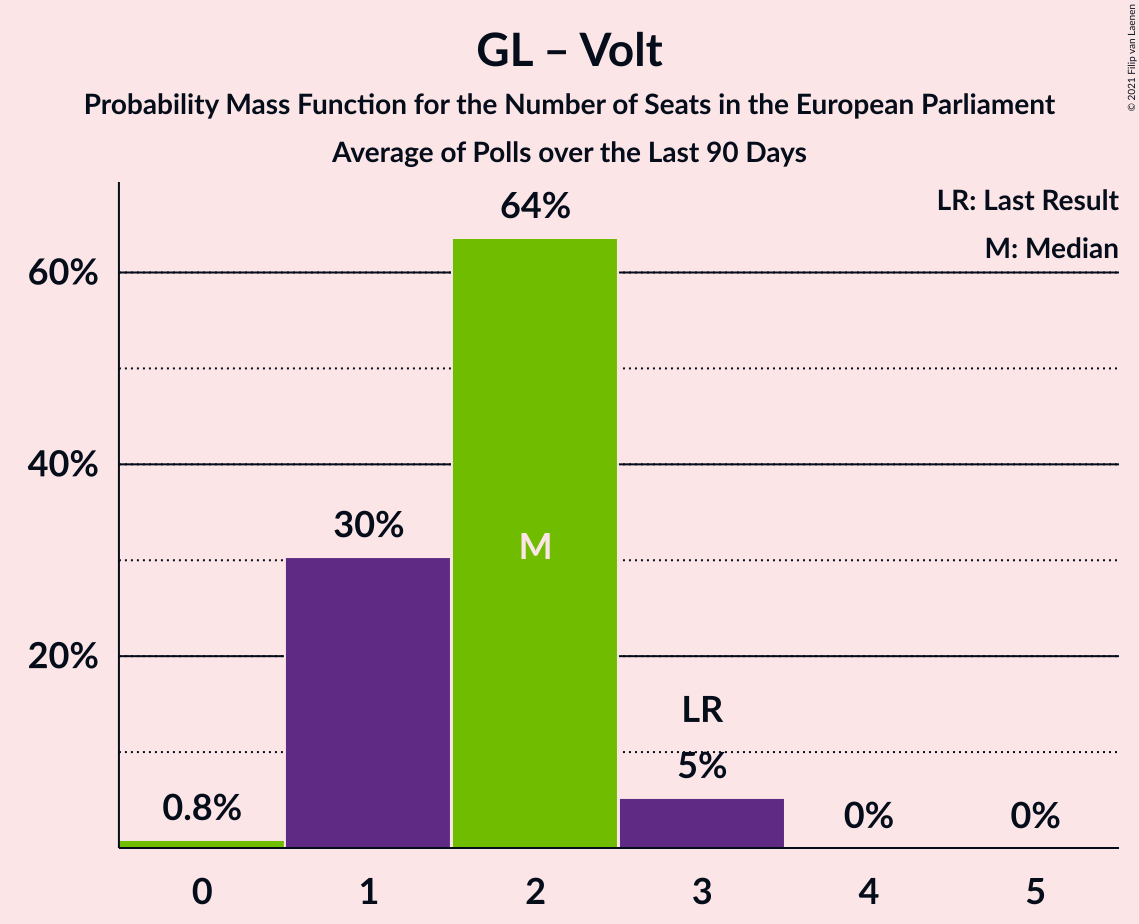 GL – Volt
Probability Mass Function for the Number of Seats in the European Parliament
Average of Polls over the Last 90 Days
© 2021 Filip van Laenen
LR: Last Result
M: Median
64%
60%
40%
30%
M
20%
LR
5%
0.8%
0%
0%
0 1 2 3 4 5